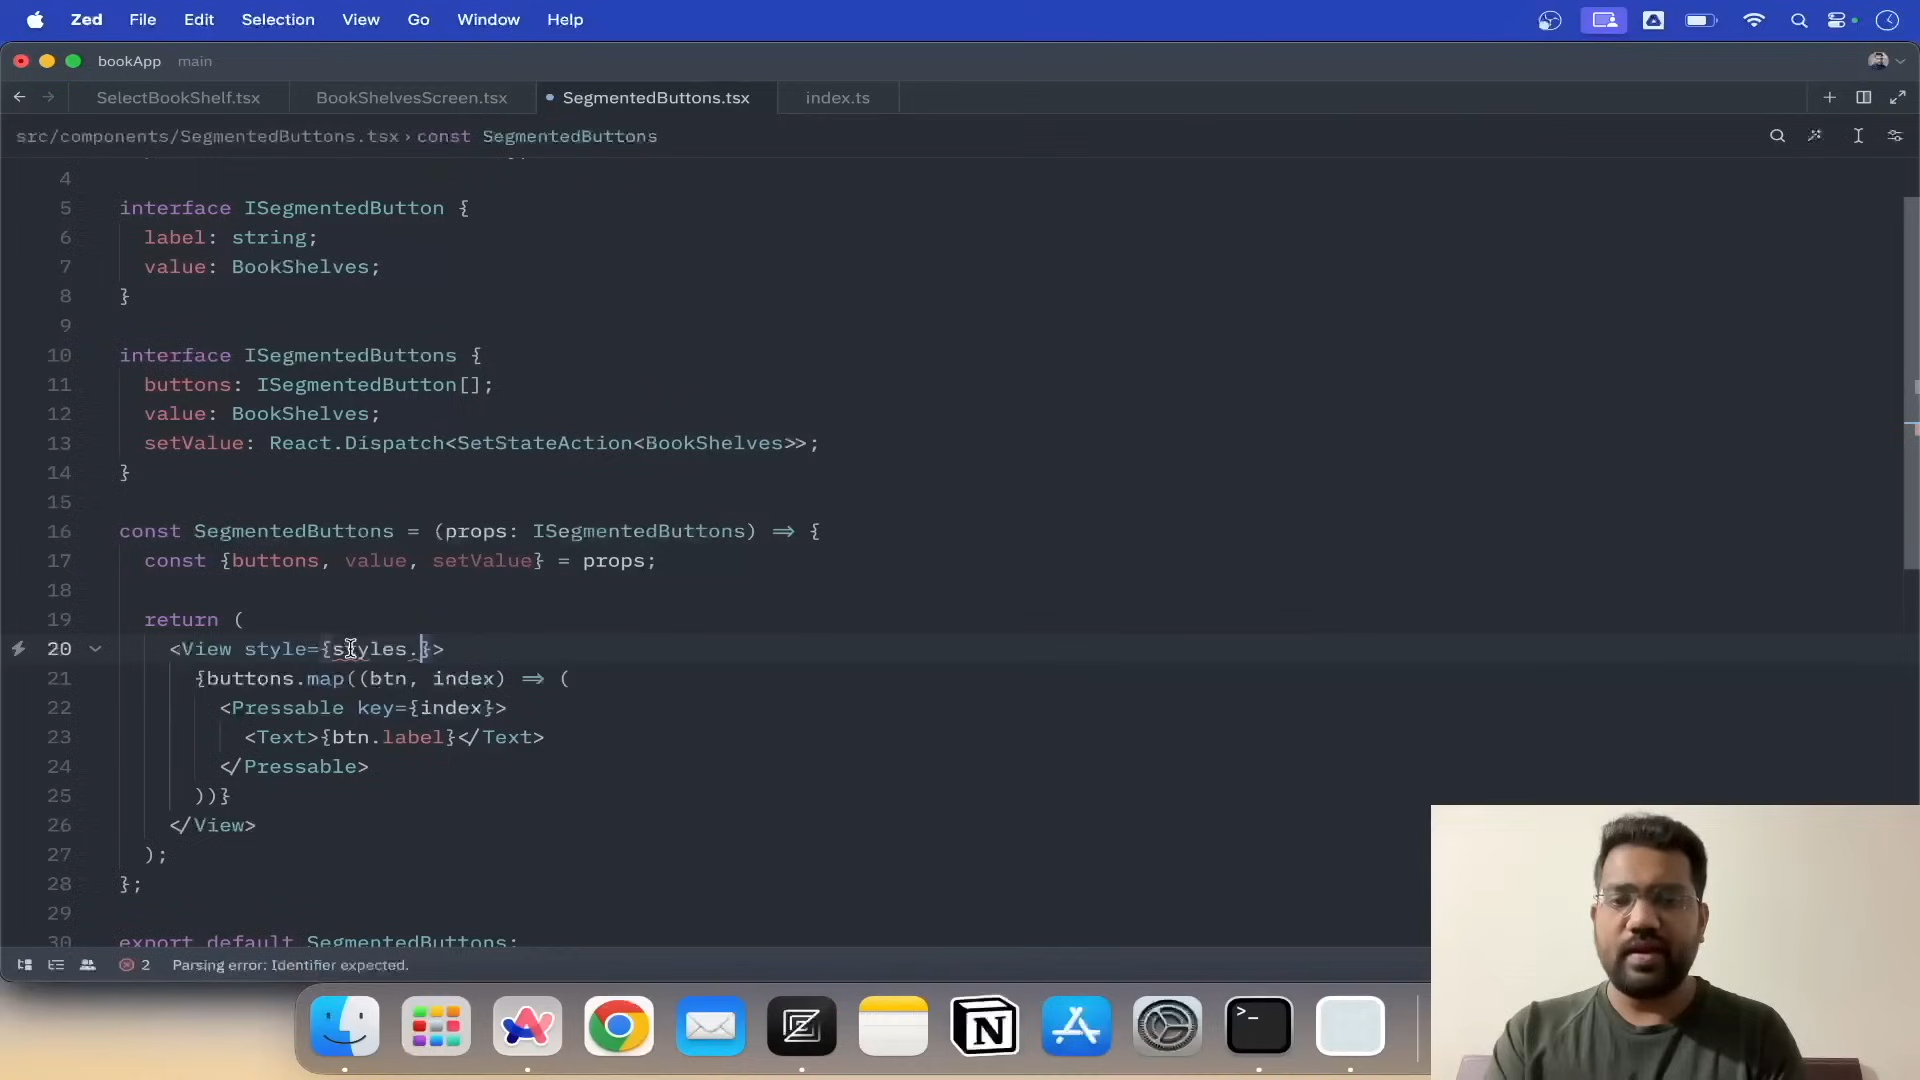 Zed File Edit Selection View Go Window Help
bookApp main
SelectBookShelf.tsx BookShelvesScreen.tsx SegmentedButtons.tsx index.ts
src/components/SegmentedButtons.tsx › const SegmentedButtons
4
5 interface ISegmentedButton {
6 label: string;
7 value: BookShelves;
8 }
9
10 interface ISegmentedButtons {
11 buttons: ISegmentedButton[];
12 value: BookShelves;
13 setValue: React.Dispatch<SetStateAction<BookShelves>>;
14 }
15
16 const SegmentedButtons = (props: ISegmentedButtons) => {
17 const {buttons, value, setValue} = props;
18
19 return (
20 <View style={styles.}>
21 {buttons.map((btn, index) => (
22 <Pressable key={index}>
23 <Text>{btn.label}</Text>
24 </Pressable>
25 ))}
26 </View>
27 );
28 };
29
30 export default SegmentedButtons;
2 Parsing error: Identifier expected.